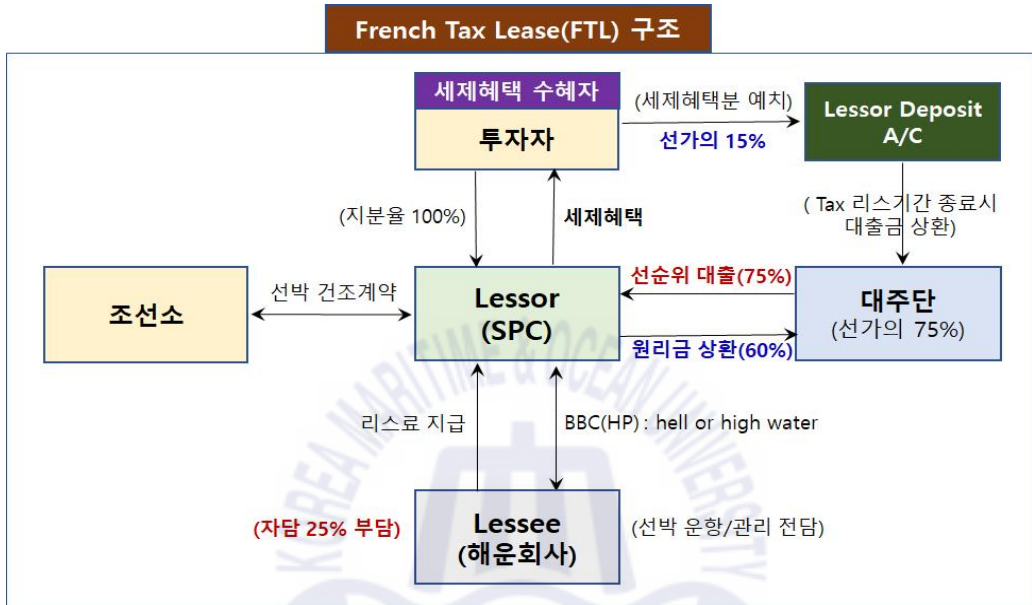 French Tax Lease(FTL) 구조
세제혜택 수혜자
투자자
(세제혜택분 예치)
선가의 15%
Lessor Deposit
A/C
(지분율 100%)
세제혜택
( Tax 리스기간 종료시
대출금 상환)
조선소
선박 건조계약
Lessor
(SPC)
선순위 대출(75%)
원리금 상환(60%)
대주단
(선가의 75%)
리스료 지급
BBC(HP) : hell or high water
(자담 25% 부담)
Lessee
(해운회사)
(선박 운항/관리 전담)
KOREA MARITIME & OCEAN UNIVERSITY